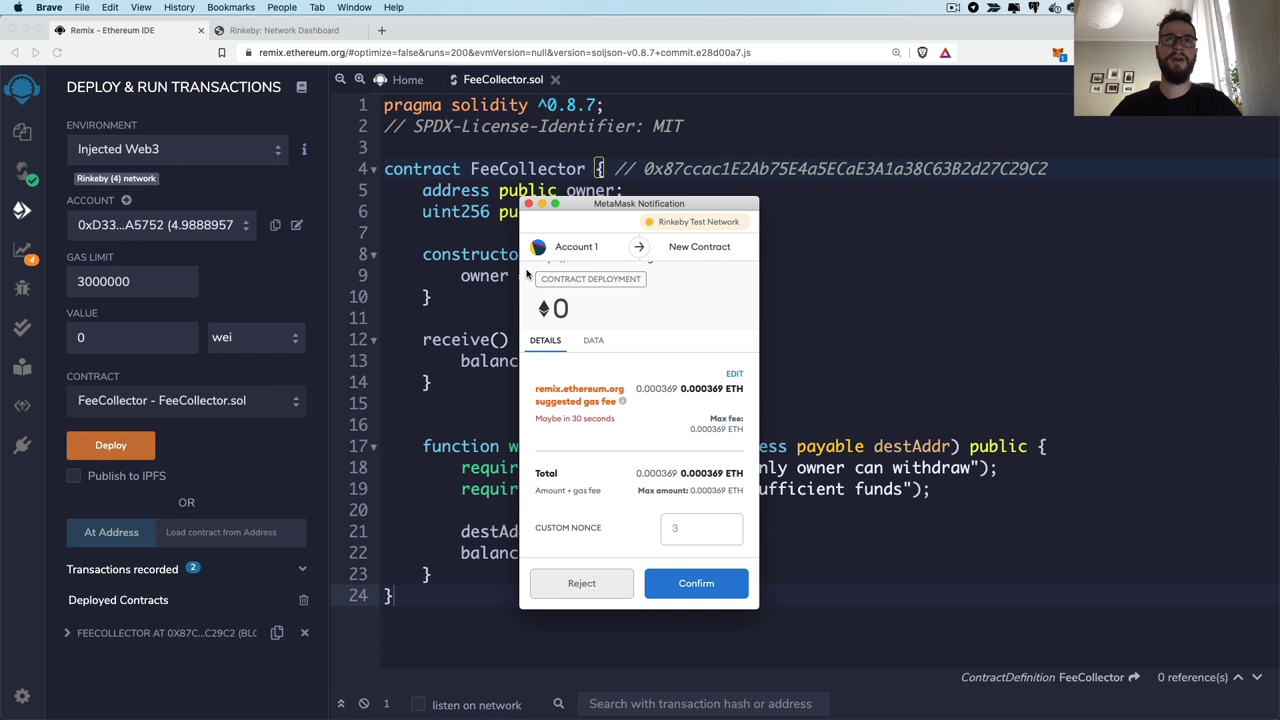 Brave File Edit View History Bookmarks People Tab Window Help
Remix - Ethereum IDE
Rinkeby: Network Dashboard
remix.ethereum.org/#optimize=false&runs=200&evmVersion=null&version=soljson-v0.8.7+commit.e28d00a7.js
DEPLOY & RUN TRANSACTIONS
ENVIRONMENT
Injected Web3
Rinkeby (4) network
ACCOUNT
0xD33...A5752 (4.9888957
GAS LIMIT
3000000
VALUE
0 wei
CONTRACT
FeeCollector - FeeCollector.sol
Deploy
Publish to IPFS
OR
At Address Load contract from Address
Transactions recorded 2
Deployed Contracts
FEECOLLECTOR AT 0X87C...C29C2 (BLC
4
1
Home FeeCollector.sol
1 pragma solidity ^0.8.7;
2 // SPDX-License-Identifier: MIT
3
4 contract FeeCollector { // 0x87ccac1E2Ab75E4a5ECaE3A1a38C63B2d27C29C2
5 address public owner;
6 uint256 pu
7
8 constructo
9 owner
10 }
11
12 receive()
13 balanc
14 }
15
16
17 function w ess payable destAddr) public {
18 requir nly owner can withdraw");
19 requir sufficient funds");
20
21 destAd
22 balanc
23 }
24 }
MetaMask Notification
Rinkeby Test Network
Account 1 New Contract
CONTRACT DEPLOYMENT
0
DETAILS DATA
EDIT
remix.ethereum.org 0.000369 0.000369 ETH
suggested gas fee
Maybe in 30 seconds Max fee:
0.000369 ETH
Total 0.000369 0.000369 ETH
Amount + gas fee Max amount: 0.000369 ETH
CUSTOM NONCE 3
Reject Confirm
ContractDefinition FeeCollector 0 reference(s)
1 listen on network Search with transaction hash or address